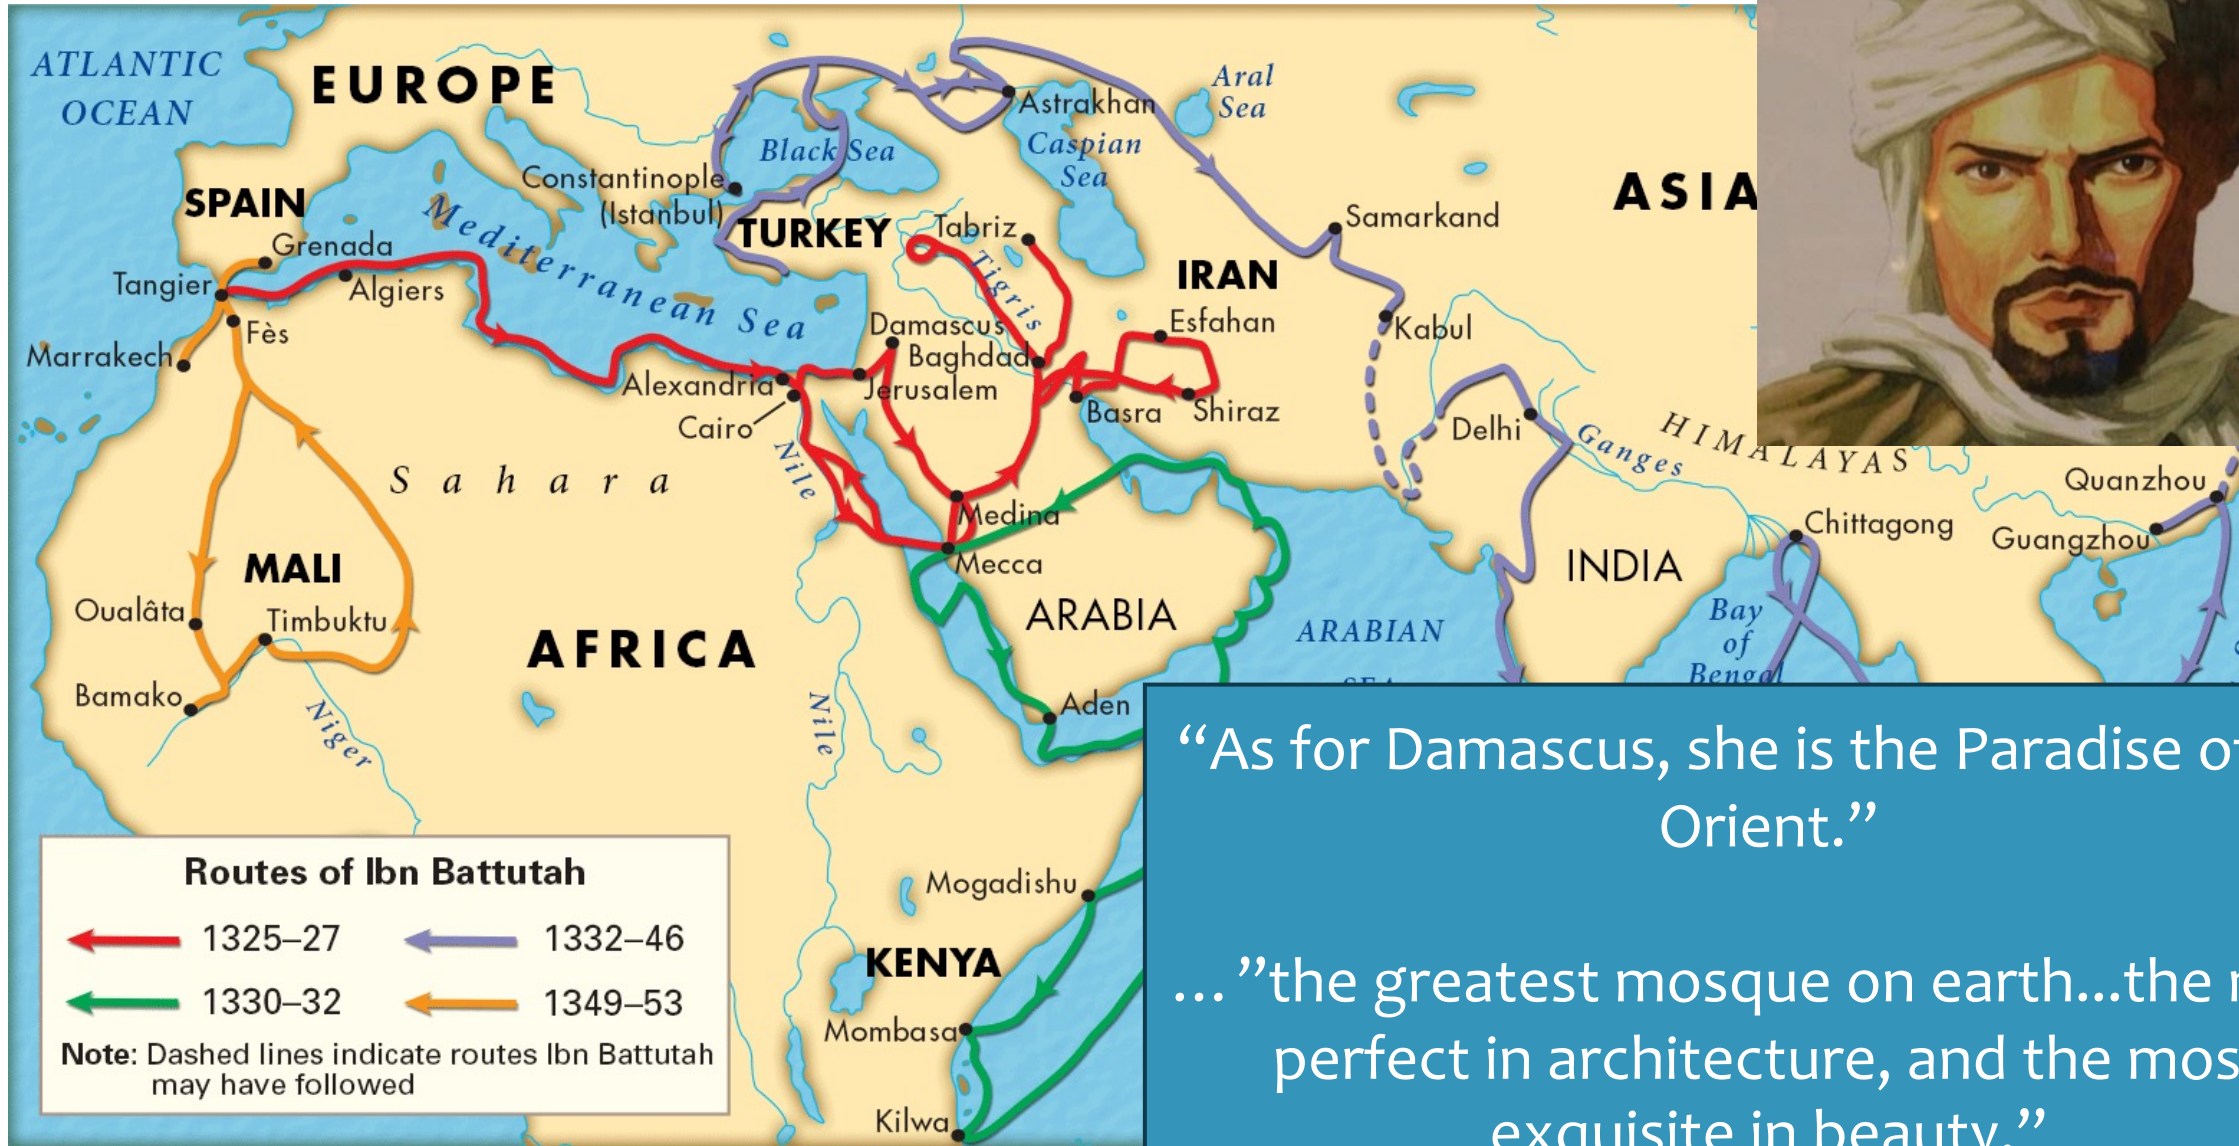 ATLANTIC
OCEAN
EUROPE
Aral
Sea
Astrakhan
Black Sea
Caspian
Sea
Constantinople
(Istanbul)
ASIA
SPAIN
Grenada
Mediterranean Sea
TURKEY
Tabriz
Samarkand
Tangier
Algiers
Tigris
IRAN
Fès
Damascus
Esfahan
Kabul
Marrakech
Baghdad
Alexandria
Jerusalem
Cairo
Basra
Shiraz
Delhi
Ganges
HIMALAYAS
Sahara
Nile
Quanzhou
Medina
Chittagong
Guangzhou
Mecca
MALI
INDIA
Oualâta
Timbuktu
ARABIA
Bay
of
Bengal
ARABIAN
AFRICA
Bamako
Niger
Nile
Aden
“As for Damascus, she is the Paradise
Orient.”
Routes of Ibn Battutah
1325–27
1332–46
1330–32
1349–53
Note: Dashed lines indicate routes Ibn Battutah
may have followed
Mogadishu
KENYA
Mombasa
Kilwa
…”the greatest mosque on earth…the
perfect in architecture, and the
exquisite in beauty.”